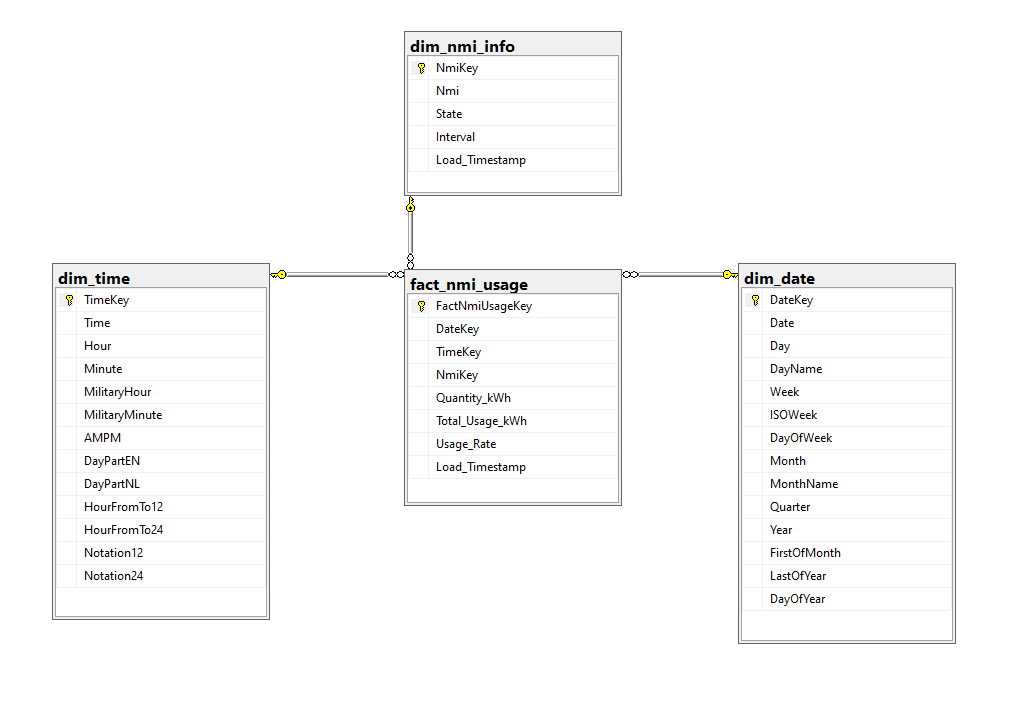 dim_nmi_info
NmiKey
Nmi
State
Interval
Load_Timestamp
dim_time
TimeKey
Time
Hour
Minute
MilitaryHour
MilitaryMinute
AMPM
DayPartEN
DayPartNL
HourFromTo12
HourFromTo24
Notation12
Notation24
fact_nmi_usage
FactNmiUsageKey
DateKey
TimeKey
NmiKey
Quantity_kWh
Total_Usage_kWh
Usage_Rate
Load_Timestamp
dim_date
DateKey
Date
Day
DayName
Week
ISOWeek
DayOfWeek
Month
MonthName
Quarter
Year
FirstOfMonth
LastOfYear
DayOfYear